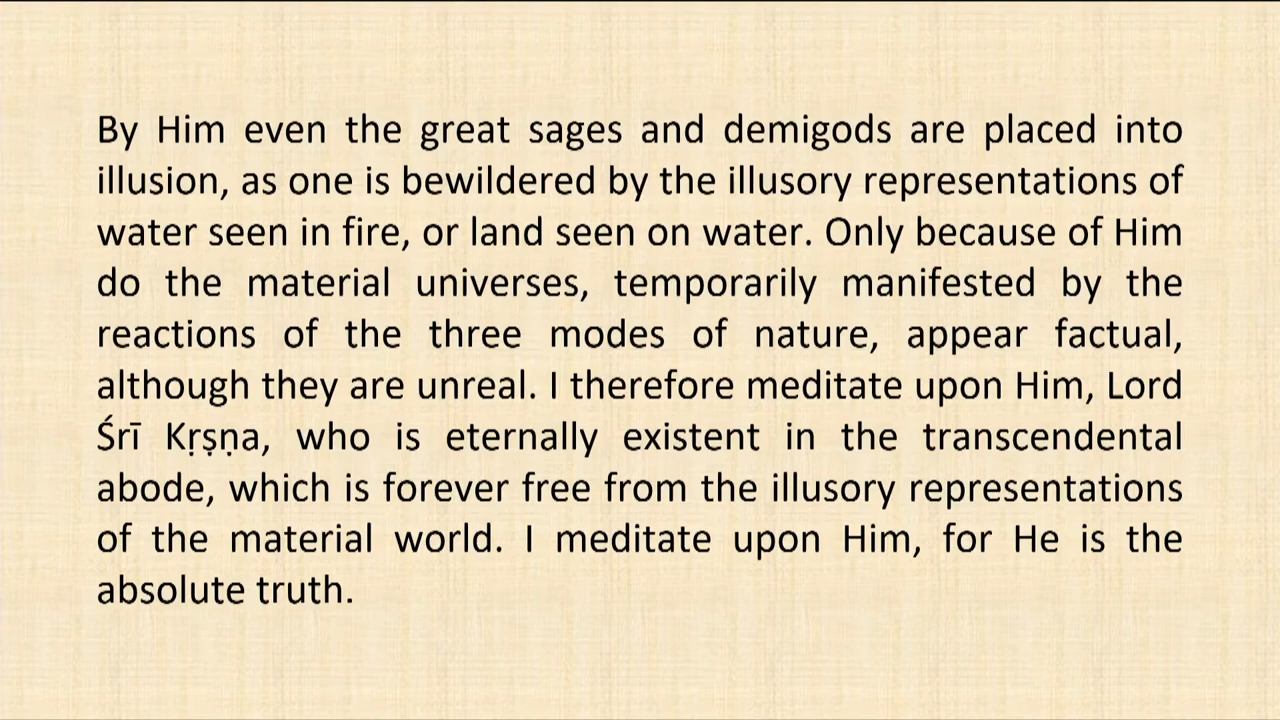 By Him even the great sages and demigods are placed into
illusion, as one is bewildered by the illusory representations of
water seen in fire, or land seen on water. Only because of Him
do the material universes, temporarily manifested by the
reactions of the three modes of nature, appear factual,
although they are unreal. I therefore meditate upon Him, Lord
Śrī Kṛṣṇa, who is eternally existent in the transcendental
abode, which is forever free from the illusory representations
of the material world. I meditate upon Him, for He is the
absolute truth.